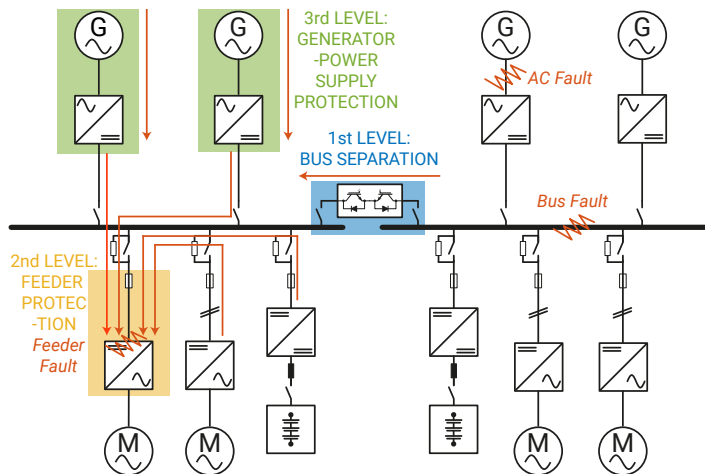 G
G
3rd LEVEL:
GENERATOR
-POWER
SUPPLY
PROTECTION
G
G
AC Fault
1st LEVEL:
BUS SEPARATION
Bus Fault
2nd LEVEL:
FEEDER
PROTEC
-TION
Feeder
Fault
M
M
M
M